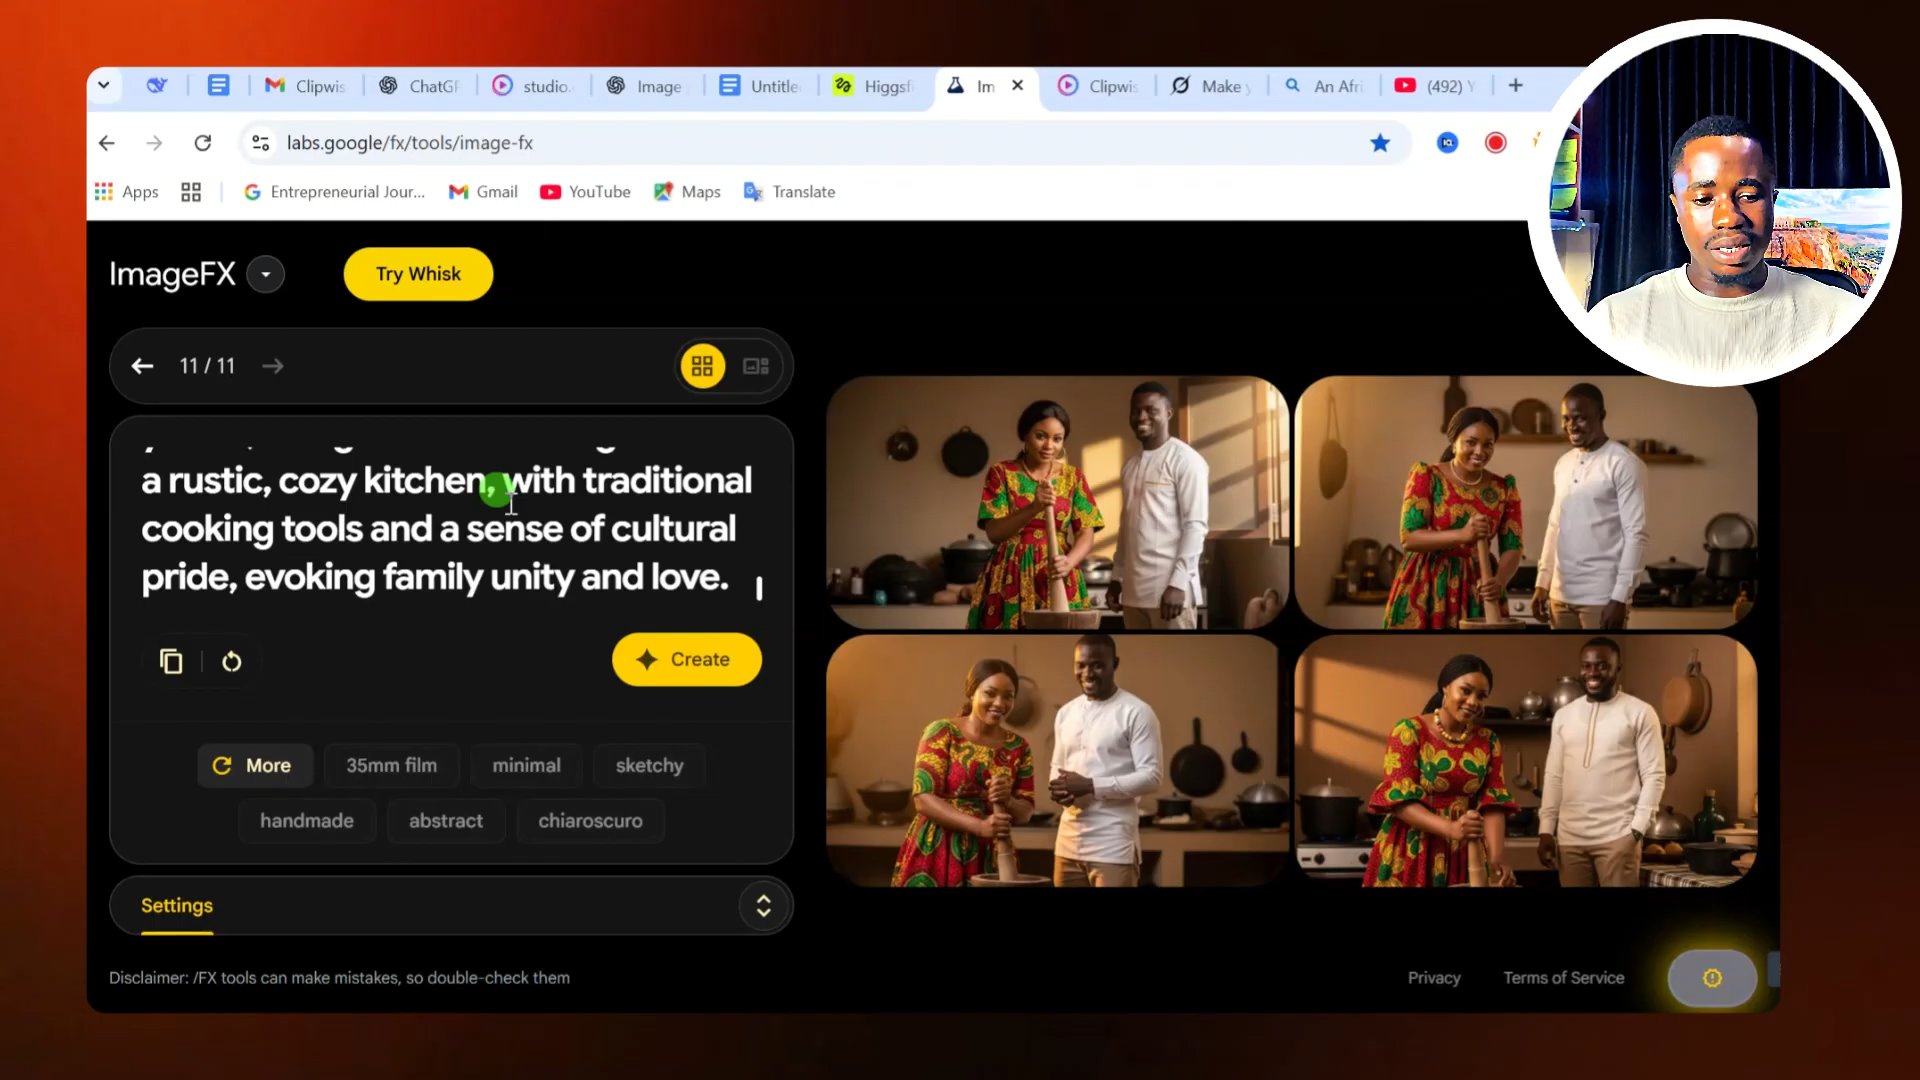 Clipwis
ChatGF
studio.
Image
Untitle
Higgsf
Im
Clipwis
Make y
An Afri
(492) Y
labs.google/fx/tools/image-fx
Apps
Entrepreneurial Jour...
Gmail
YouTube
Maps
Translate
ImageFX
Try Whisk
11 / 11
a rustic, cozy kitchen, with traditional
cooking tools and a sense of cultural
pride, evoking family unity and love.
Create
More
35mm film
minimal
sketchy
handmade
abstract
chiaroscuro
Settings
Disclaimer: /FX tools can make mistakes, so double-check them
Privacy
Terms of Service